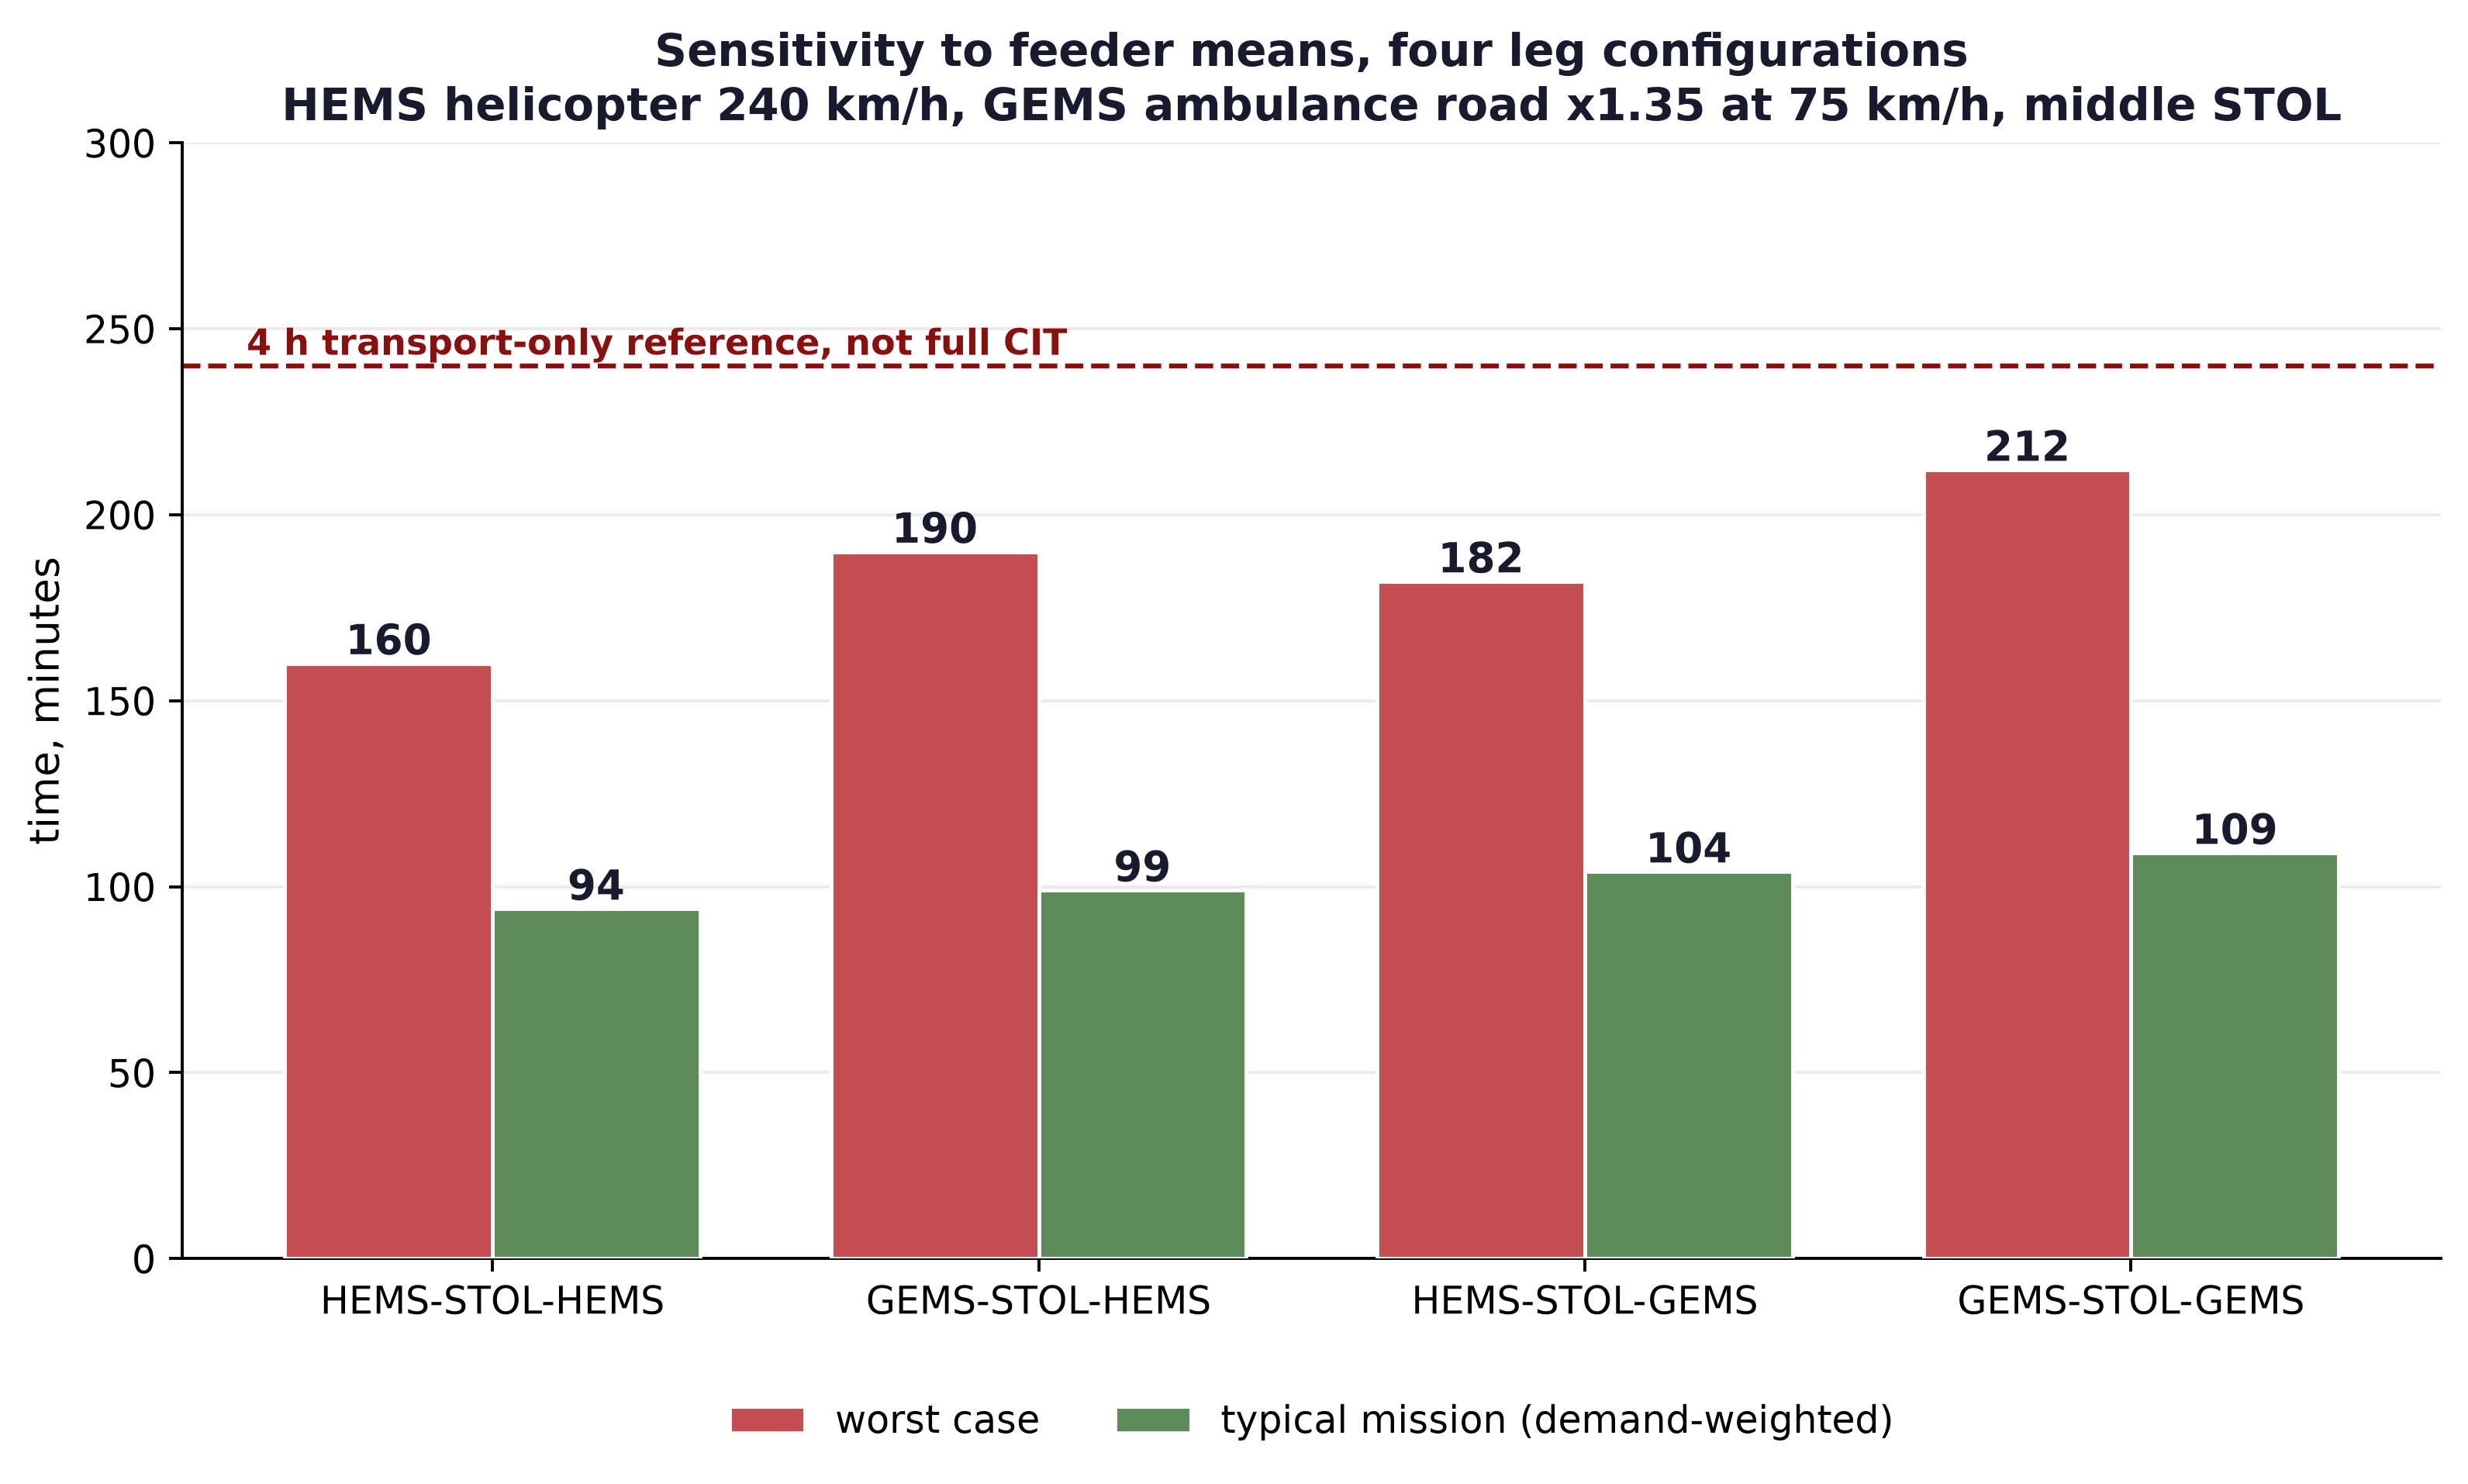 Sensitivity to feeder means, four leg configurations
HEMS helicopter 240 km/h, GEMS ambulance road x1.35 at 75 km/h, middle STOL
300
250
200
150
100
50
0
time, minutes
4 h transport-only reference, not full CIT
160
94
190
99
182
104
212
109
HEMS-STOL-HEMS
GEMS-STOL-HEMS
HEMS-STOL-GEMS
GEMS-STOL-GEMS
worst case
typical mission (demand-weighted)